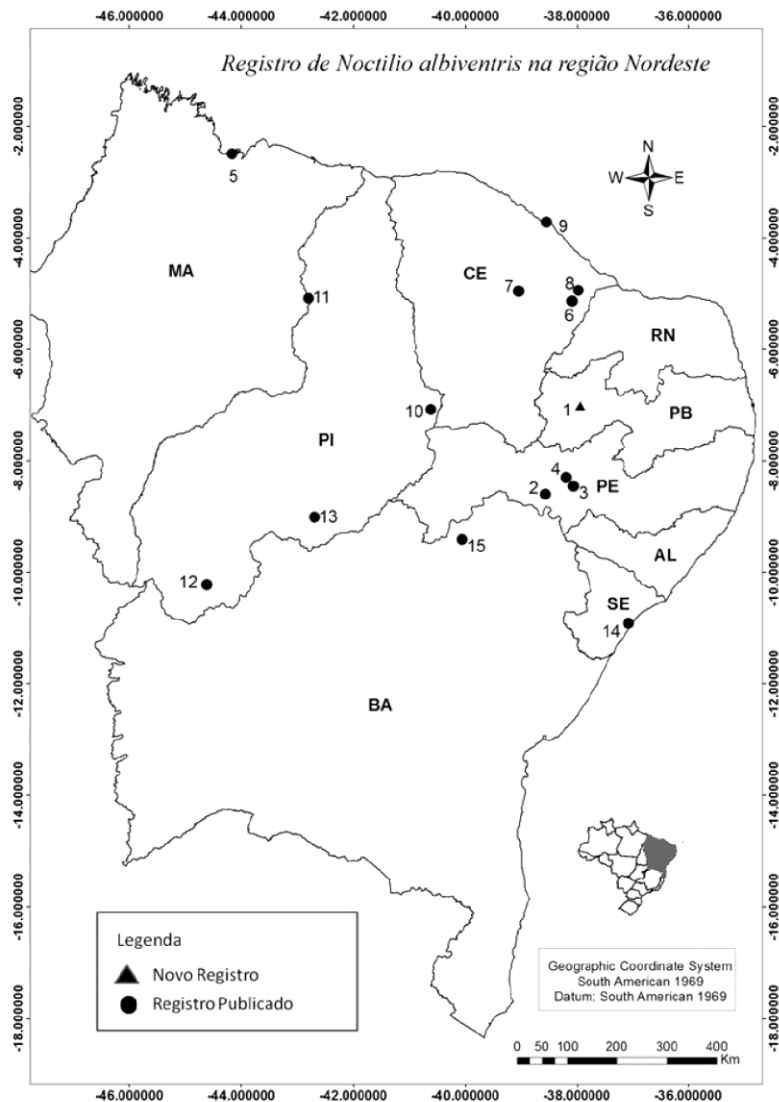 -46.000000 -44.000000 -42.000000 -40.000000 -38.000000 -36.000000
Registro de Noctilio albiventris na região Nordeste
-2.000000 -2.000000
N
W E
S
5
9
-4.000000 -4.000000
MA
CE
7
8
6
11
RN
-6.000000 -6.000000
10
1
PB
PI
-8.000000 -8.000000
4
2
3
PE
13
15
AL
12
-10.000000 -10.000000
SE
14
BA
-12.000000 -12.000000
-14.000000 -14.000000
-16.000000 -16.000000
Legenda
Novo Registro
Registro Publicado
Geographic Coordinate System
South American 1969
Datum: South American 1969
-18.000000 -18.000000
0 50 100 200 300 400
Km
-46.000000 -44.000000 -42.000000 -40.000000 -38.000000 -36.000000